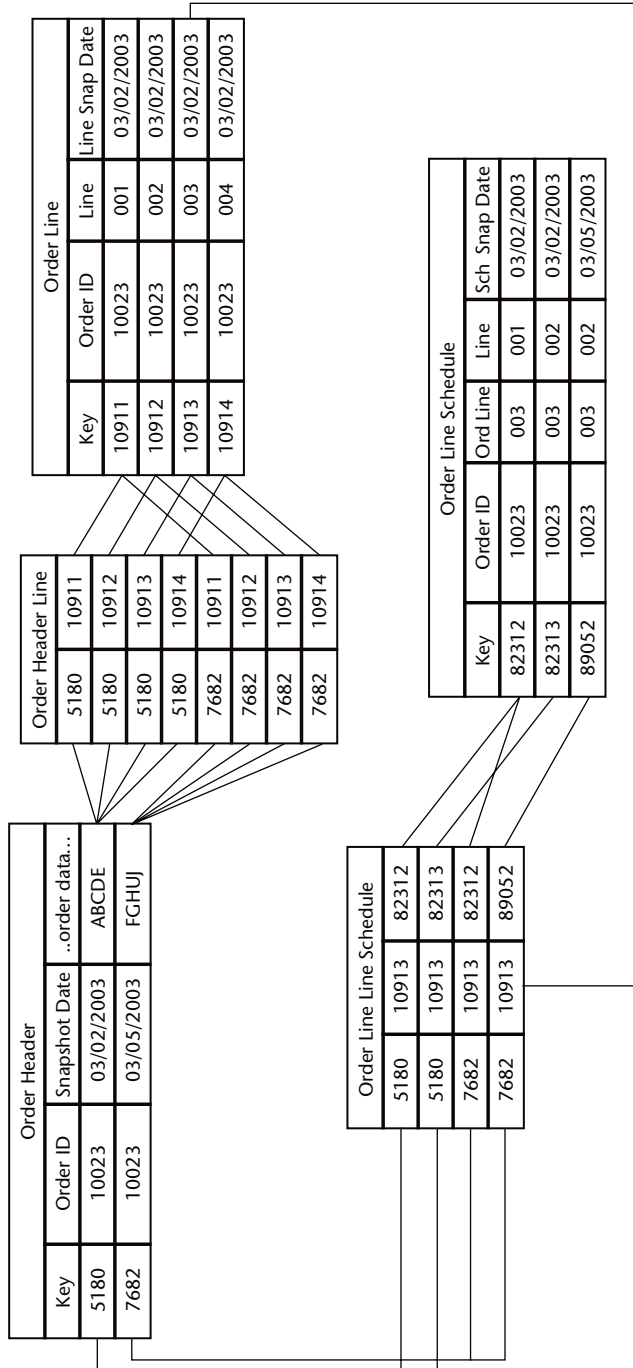 Order Header
Key Order ID Snapshot Date ..order data...
5180 10023 03/02/2003 ABCDE
7682 10023 03/05/2003 FGHUJ
Order Header Line
5180 10911
5180 10912
5180 10913
5180 10914
7682 10911
7682 10912
7682 10913
7682 10914
Order Line
Key Order ID Line Line Snap Date
10911 10023 001 03/02/2003
10912 10023 002 03/02/2003
10913 10023 003 03/02/2003
10914 10023 004 03/02/2003
Order Line Line Schedule
5180 10913 82312
5180 10913 82313
7682 10913 82312
7682 10913 89052
Order Line Schedule
Key Order ID Ord Line Line Sch Snap Date
82312 10023 003 001 03/02/2003
82313 10023 003 002 03/02/2003
89052 10023 003 002 03/05/2003